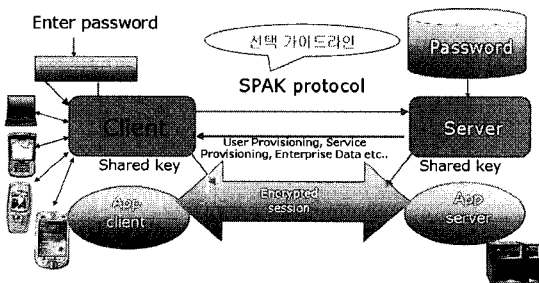 Enter password
선택 가이드라인
Password
SPAK protocol
Client
Server
User Provisioning, Service
Provisioning, Enterprise Data etc..
Shared key
Shared key
Encrypted
session
App
client
App
server